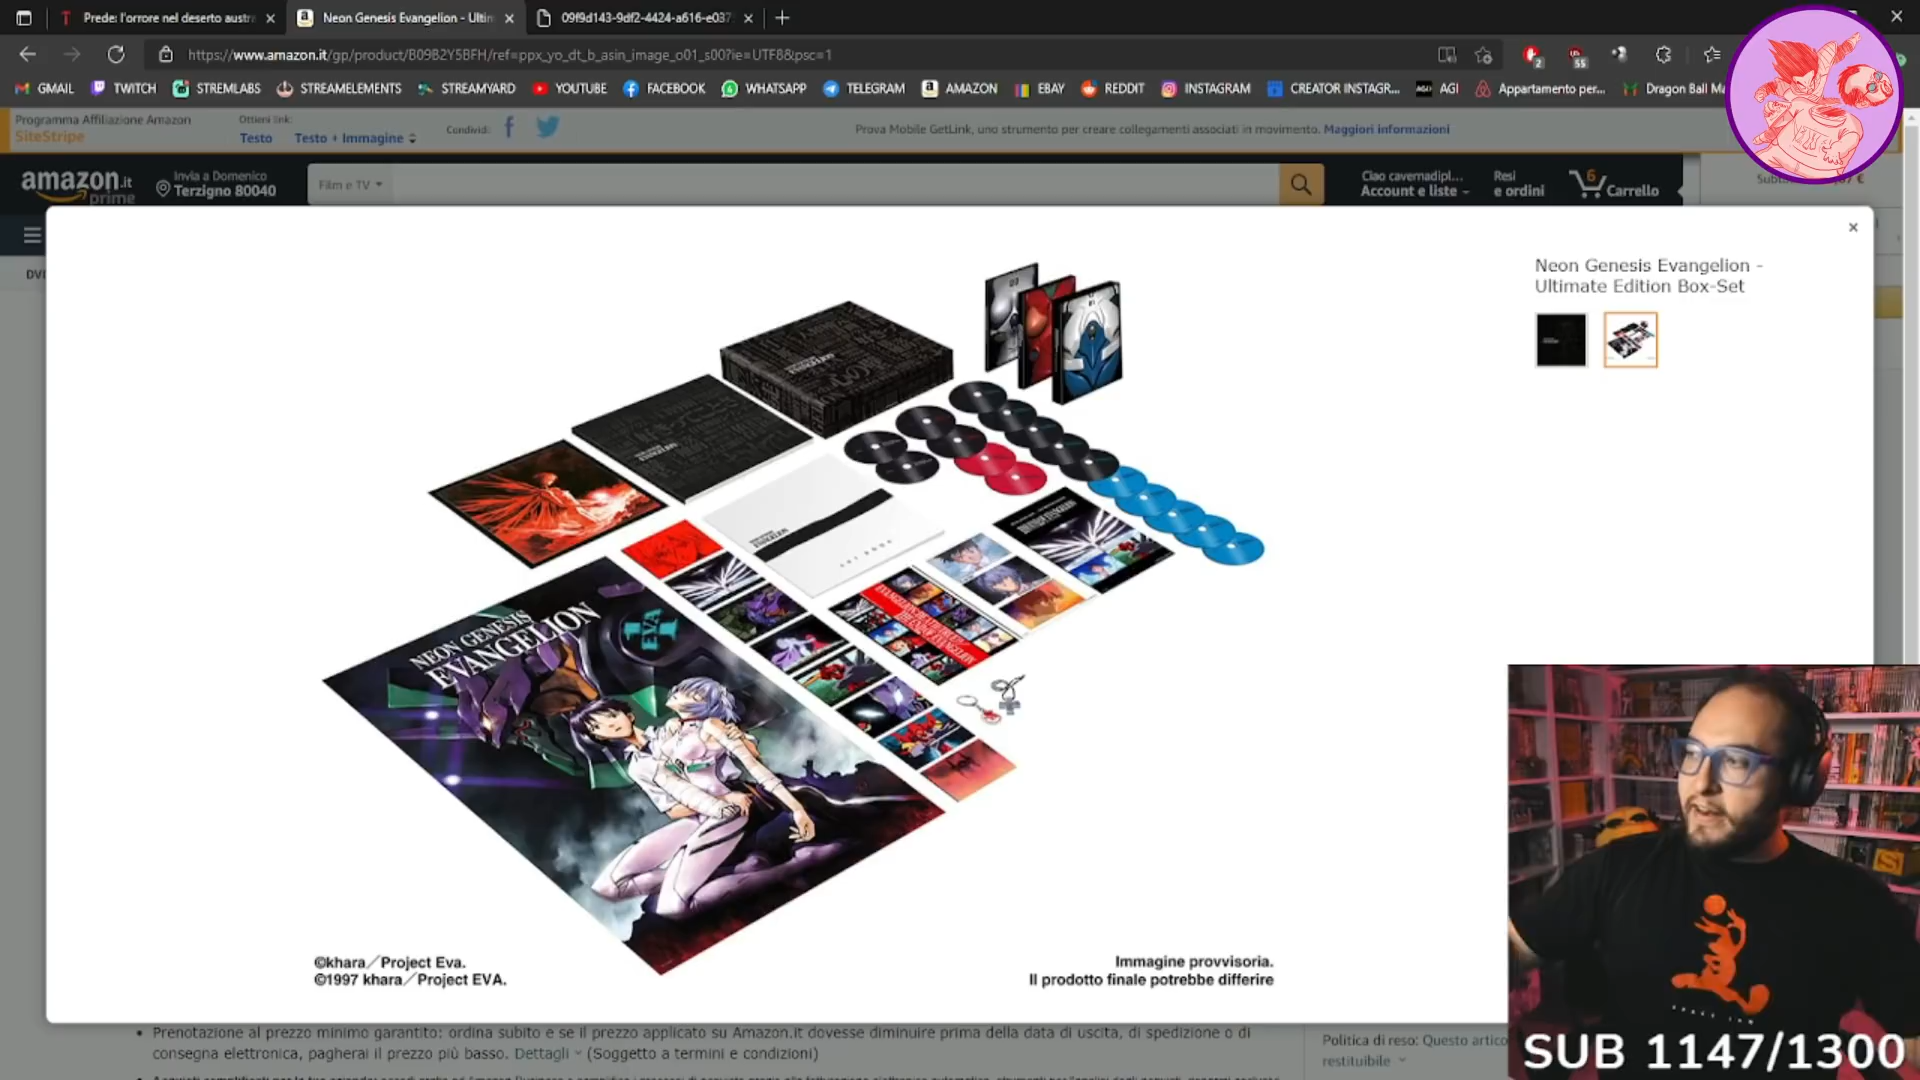 Prede: l'orrore nel deserto austra
Neon Genesis Evangelion - Ultim
09f9d143-9df2-4424-a616-e037
https://www.amazon.it/gp/product/B09B2Y5BFH/ref=ppx_yo_dt_b_asin_image_o01_s00?ie=UTF8&psc=1
2
55
GMAIL TWITCH STREMLABS STREAMELEMENTS STREAMYARD YOUTUBE FACEBOOK WHATSAPP TELEGRAM AMAZON EBAY REDDIT INSTAGRAM CREATOR INSTAGR... AGI Appartamento per... Dragon Ball Ma
Programma Affiliazione Amazon
SiteStripe
Ottieni link:
Testo Testo + Immagine
Condividi:
Prova Mobile GetLink, uno strumento per creare collegamenti associati in movimento. Maggiori informazioni
amazon.it
prime
Invia a Domenico
Terzigno 80040
Film e TV
Ciao cavernadipl...
Account e liste
Resi
e ordini
6
Carrello
Neon Genesis Evangelion -
Ultimate Edition Box-Set
NEON GENESIS
EVANGELION
EVA
©khara／Project Eva.
©1997 khara／Project EVA.
Immagine provvisoria.
Il prodotto finale potrebbe differire
Prenotazione al prezzo minimo garantito: ordina subito e se il prezzo applicato su Amazon.it dovesse diminuire prima della data di uscita, di spedizione o di
consegna elettronica, pagherai il prezzo più basso. Dettagli (Soggetto a termini e condizioni)
Politica di reso: Questo artico
restituibile
SUB 1147/1300